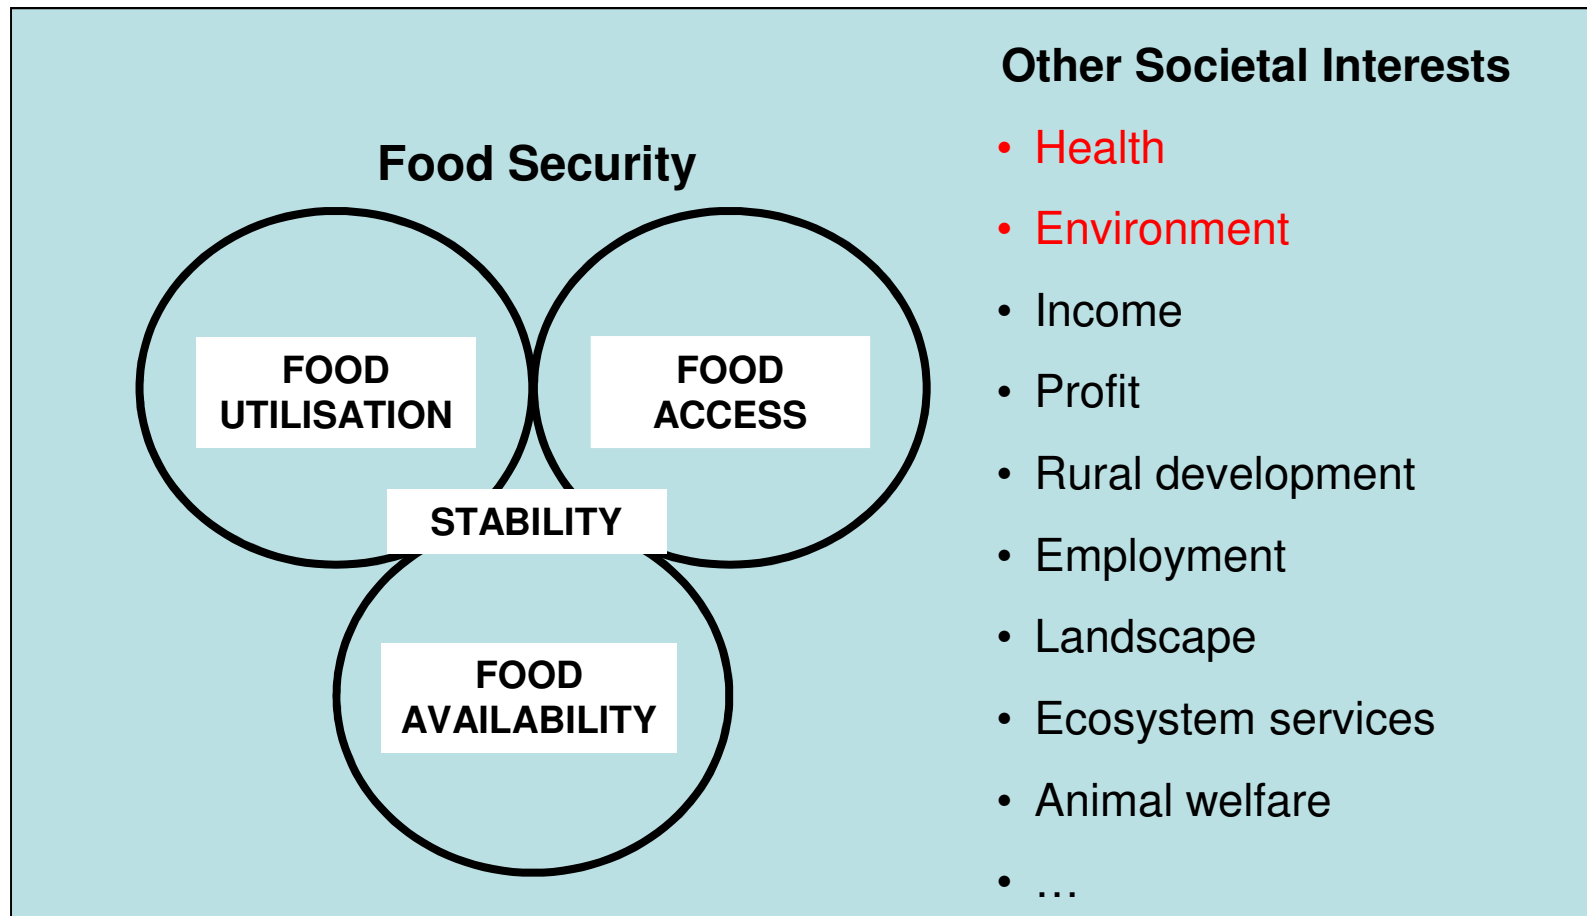 Food Security
FOOD
UTILISATION
FOOD
ACCESS
STABILITY
FOOD
AVAILABILITY
Other Societal Interests
• Health
• Environment
• Income
• Profit
• Rural development
• Employment
• Landscape
• Ecosystem services
• Animal welfare
• …